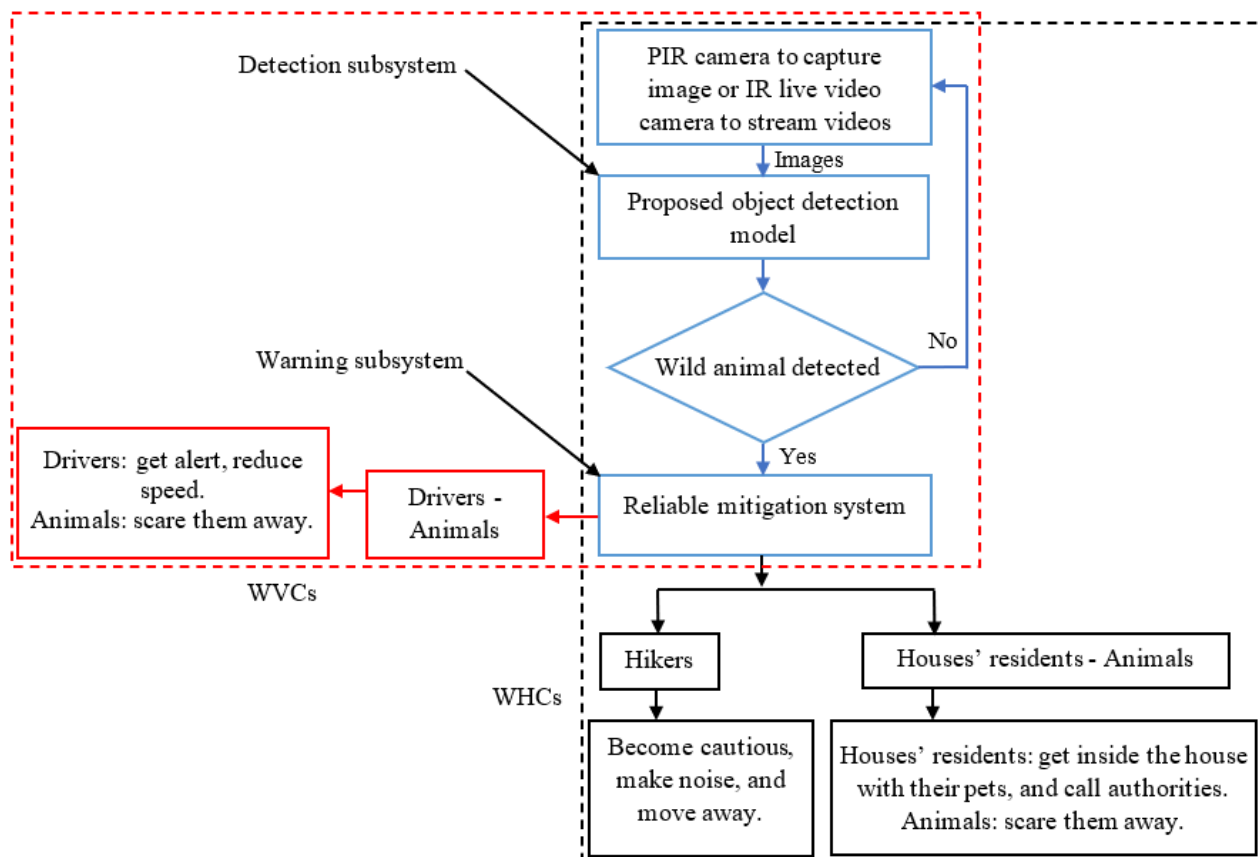 PIR camera to capture
image or IR live video
camera to stream videos
Detection subsystem
Images
Proposed object detection
model
No
Warning subsystem
Wild animal detected
Yes
Drivers: get alert, reduce
speed.
Animals: scare them away.
Drivers -
Animals
Reliable mitigation system
WVCs
Hikers
Houses’ residents - Animals
WHCs
Become cautious,
make noise, and
move away.
Houses’ residents: get inside the house
with their pets, and call authorities.
Animals: scare them away.